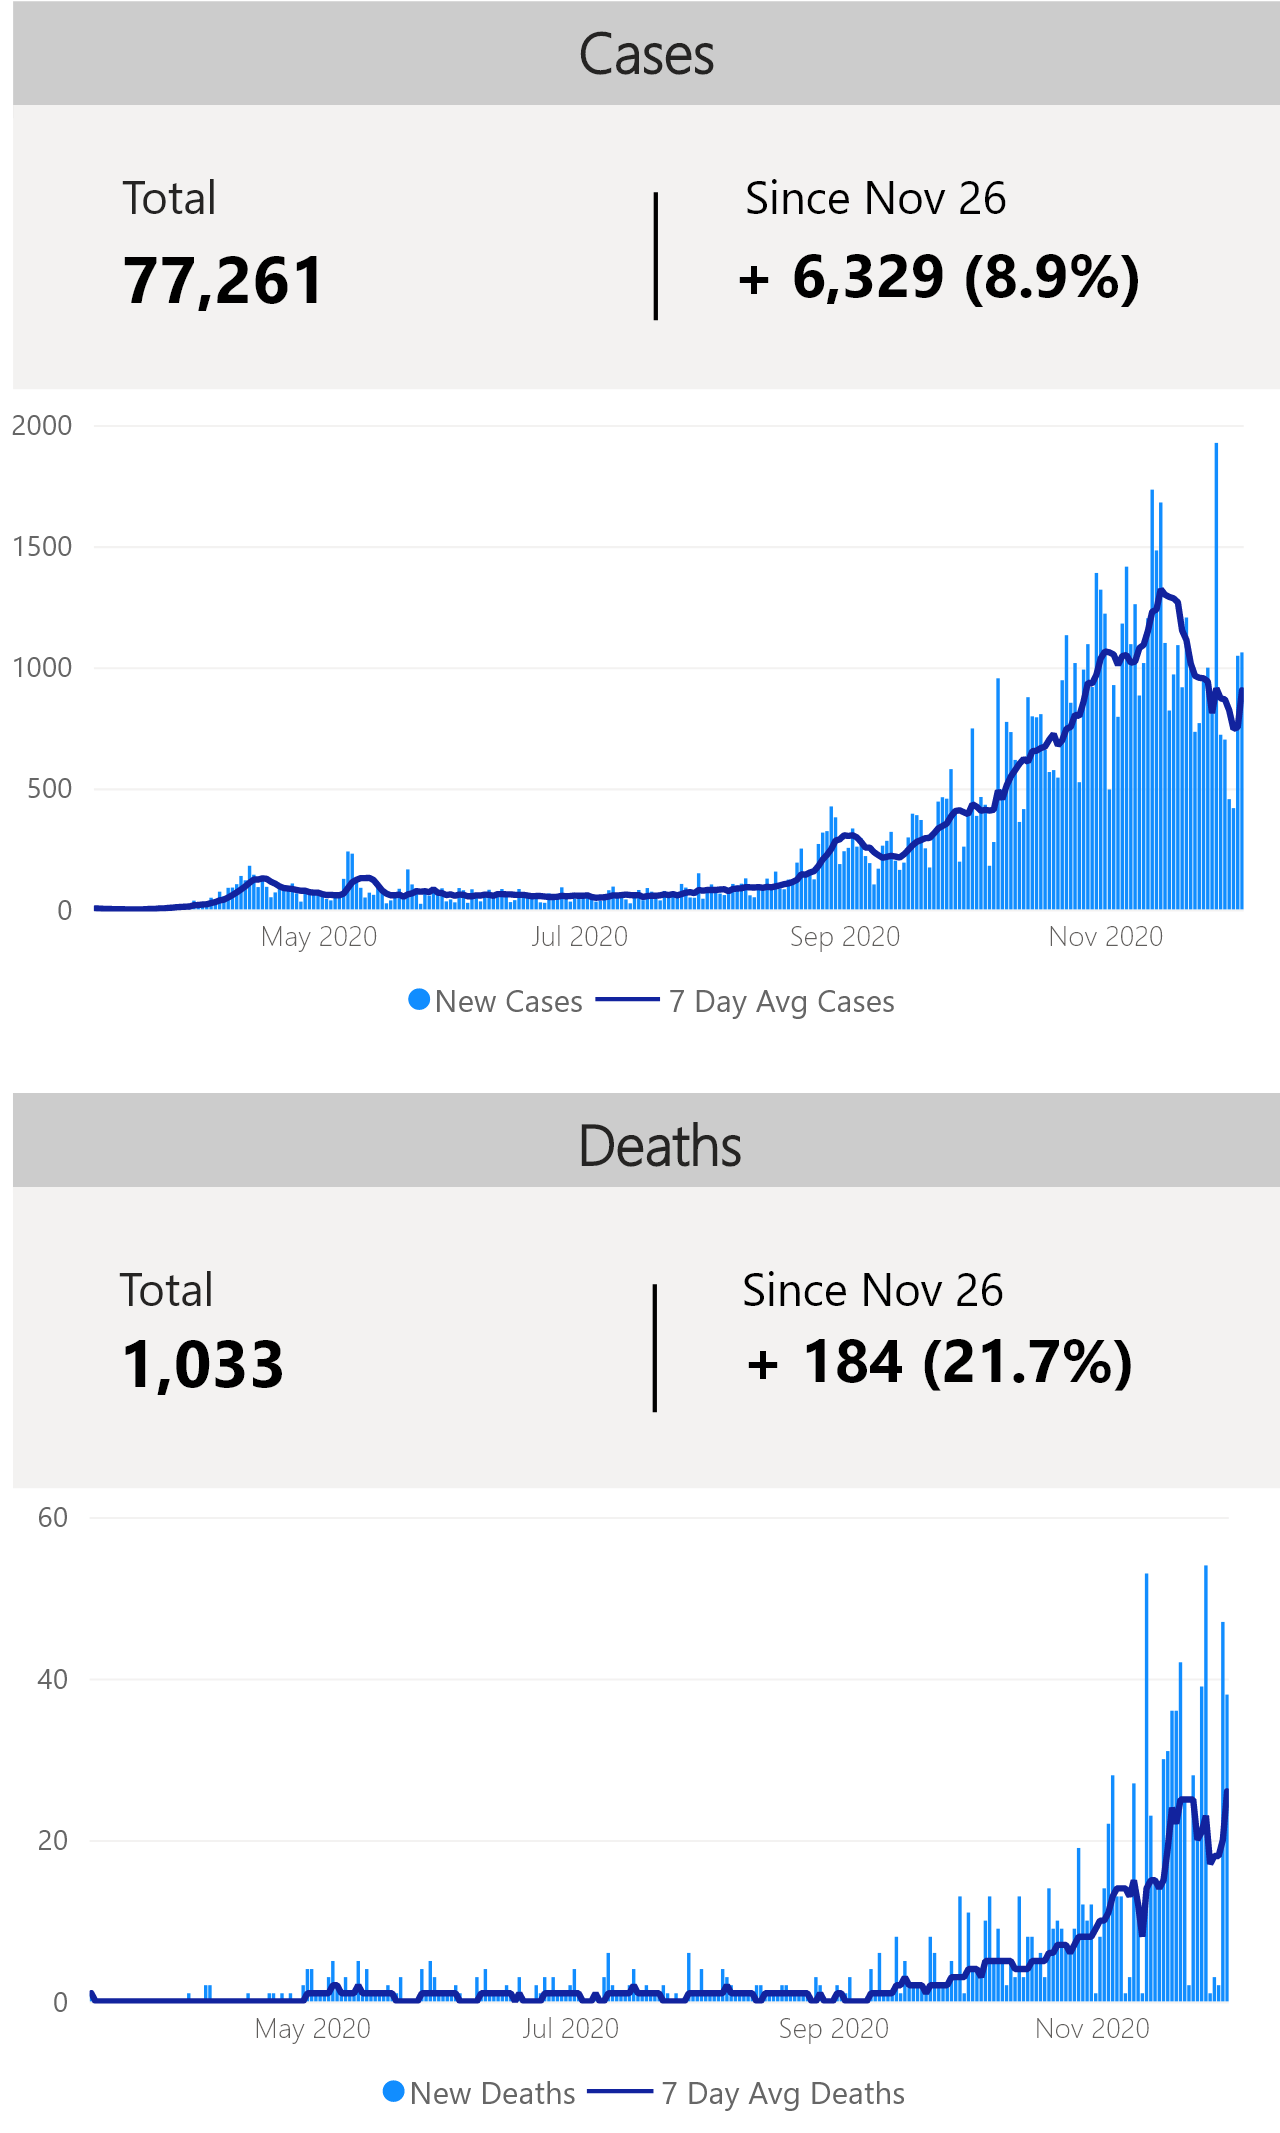 Cases
Total
Since Nov 26
77,261
+ 6,329 (8.9%)
2000
1500
1000
500
0
May 2020
Jul 2020
Sep 2020
Nov 2020
New Cases
7 Day Avg Cases
Deaths
Total
Since Nov 26
1,033
+ 184 (21.7%)
60
40
20
0
May 2020
Jul 2020
Sep 2020
Nov 2020
New Deaths
7 Day Avg Deaths